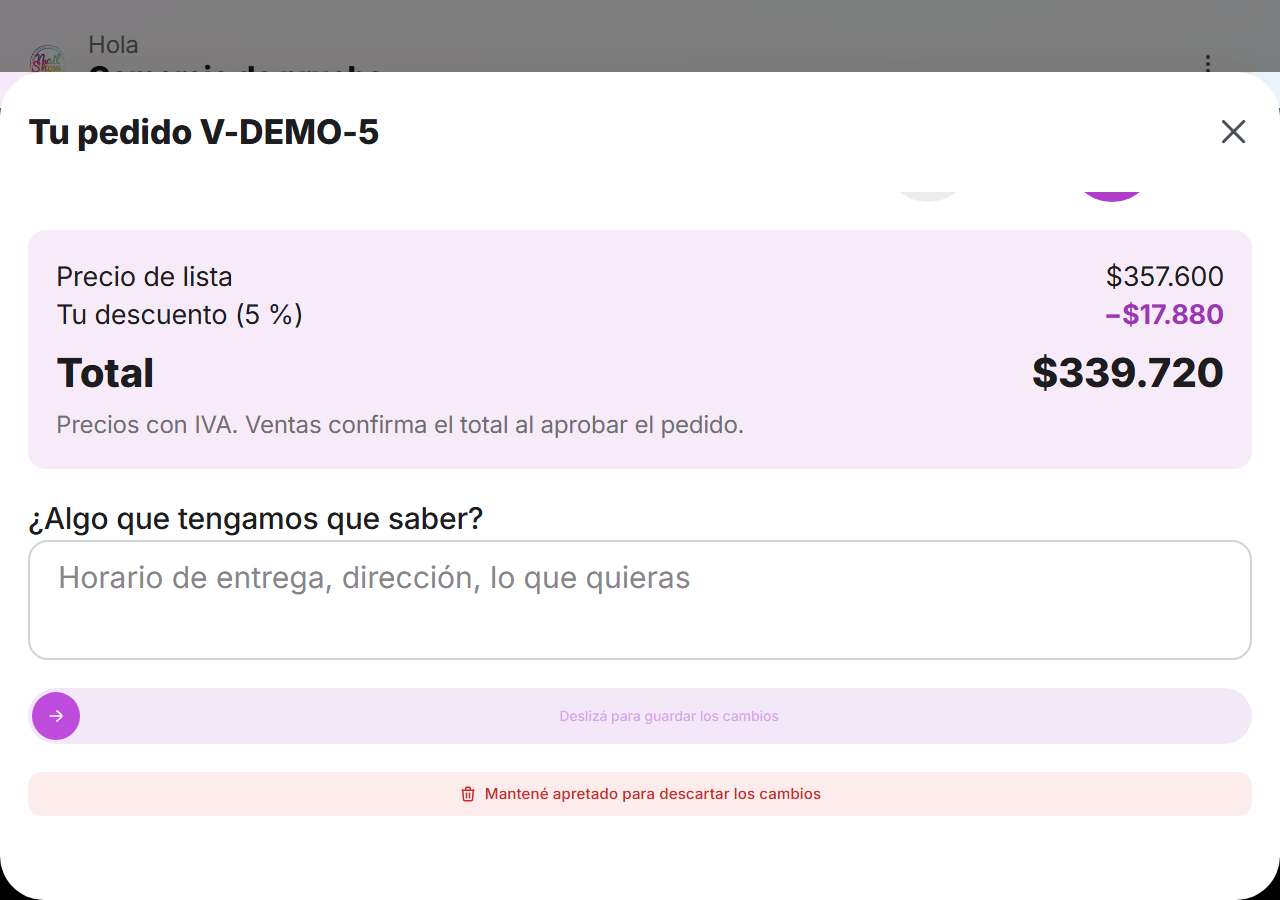 Hola
Tu pedido V-DEMO-5
Precio de lista
$357.600
Tu descuento (5 %)
–$17.880
Total
$339.720
Precios con IVA. Ventas confirma el total al aprobar el pedido.
¿Algo que tengamos que saber?
Horario de entrega, dirección, lo que quieras
Deslizá para guardar los cambios
Mantené apretado para descartar los cambios